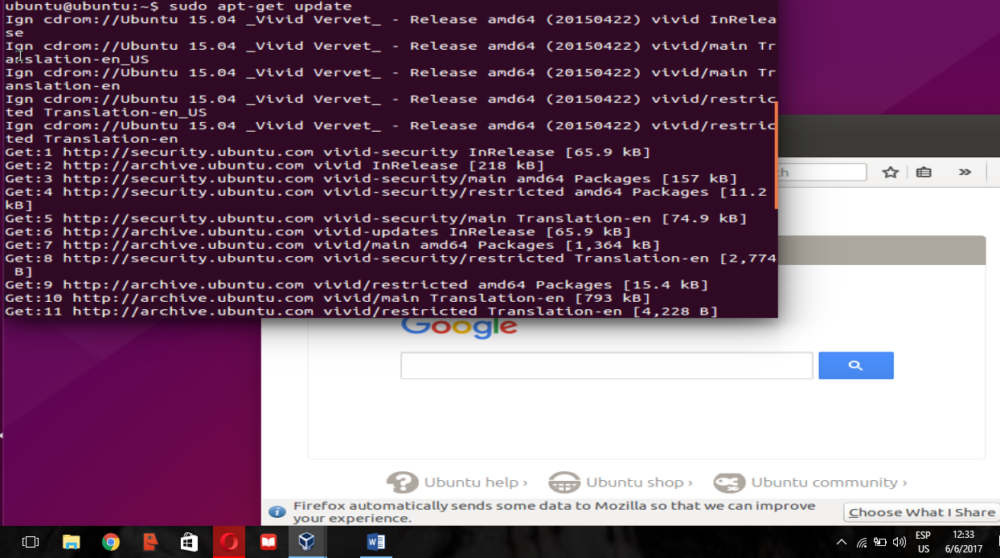 ubuntu@ubuntu:~$ sudo apt-get update
Ign cdrom://Ubuntu 15.04 _Vivid Vervet_ - Release amd64 (20150422) vivid InRelea
se
Ign cdrom://Ubuntu 15.04 _Vivid Vervet_ - Release amd64 (20150422) vivid/main Tr
anslation-en_US
Ign cdrom://Ubuntu 15.04 _Vivid Vervet_ - Release amd64 (20150422) vivid/main Tr
anslation-en
Ign cdrom://Ubuntu 15.04 _Vivid Vervet_ - Release amd64 (20150422) vivid/restric
ted Translation-en_US
Ign cdrom://Ubuntu 15.04 _Vivid Vervet_ - Release amd64 (20150422) vivid/restric
ted Translation-en
Get:1 http://security.ubuntu.com vivid-security InRelease [65.9 kB]
Get:2 http://archive.ubuntu.com vivid InRelease [218 kB]
Get:3 http://security.ubuntu.com vivid-security/main amd64 Packages [157 kB]
Get:4 http://security.ubuntu.com vivid-security/restricted amd64 Packages [11.2
kB]
Get:5 http://security.ubuntu.com vivid-security/main Translation-en [74.9 kB]
Get:6 http://archive.ubuntu.com vivid-updates InRelease [65.9 kB]
Get:7 http://archive.ubuntu.com vivid/main amd64 Packages [1,364 kB]
Get:8 http://security.ubuntu.com vivid-security/restricted Translation-en [2,774
B]
Get:9 http://archive.ubuntu.com vivid/restricted amd64 Packages [15.4 kB]
Get:10 http://archive.ubuntu.com vivid/main Translation-en [793 kB]
Get:11 http://archive.ubuntu.com vivid/restricted Translation-en [4,228 B]
Google
Ubuntu help ›
Ubuntu shop ›
Ubuntu community ›
Firefox automatically sends some data to Mozilla so that we can improve
your experience.
Choose What I Share
ESP
US
12:33
6/6/2017